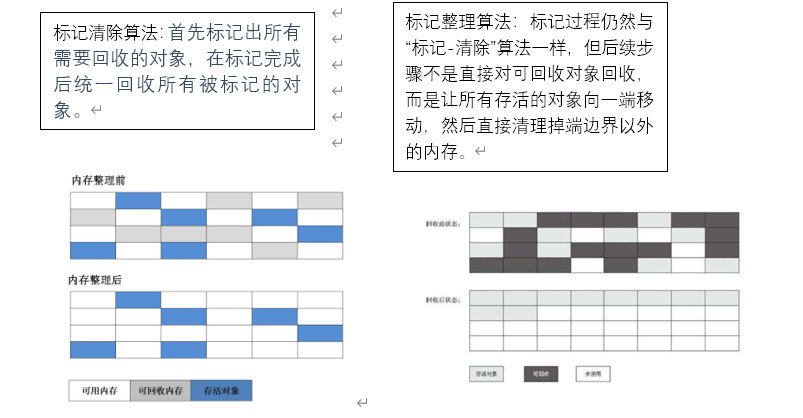 标记清除算法:首先标记出所有
需要回收的对象，在标记完成
后统一回收所有被标记的对
象。
内存整理前
内存整理后
可用内存 可回收内存 存活对象
标记整理算法：标记过程仍然与
“标记-清除”算法一样，但后续步
骤不是直接对可回收对象回收，
而是让所有存活的对象向一端移
动，然后直接清理掉端边界以外
的内存。
回收前状态：
回收后状态：
存活对象 可回收 未使用